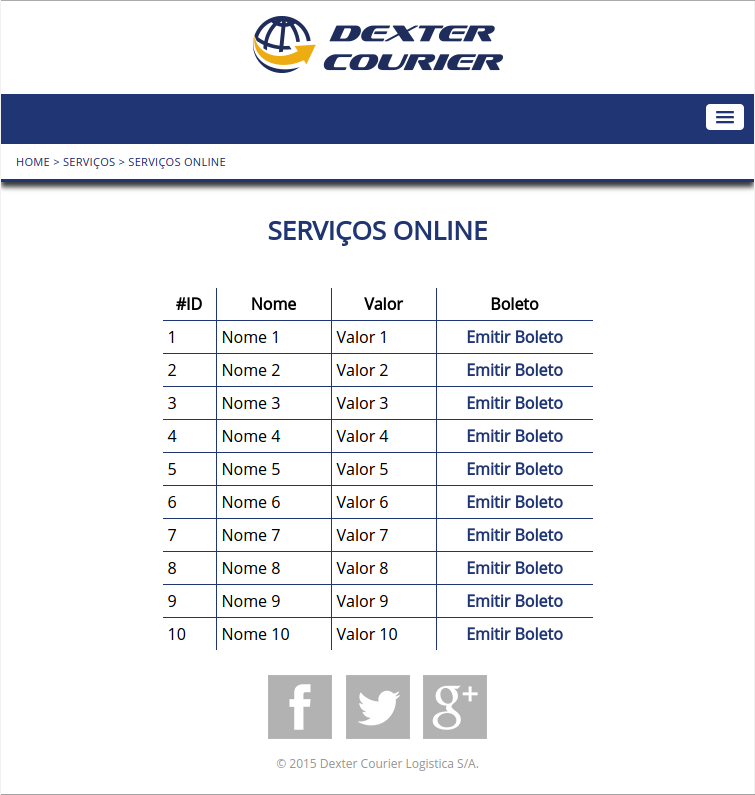 DEXTER
COURIER
HOME > SERVIÇOS > SERVIÇOS ONLINE
SERVIÇOS ONLINE
#ID Nome Valor Boleto
1 Nome 1 Valor 1 Emitir Boleto
2 Nome 2 Valor 2 Emitir Boleto
3 Nome 3 Valor 3 Emitir Boleto
4 Nome 4 Valor 4 Emitir Boleto
5 Nome 5 Valor 5 Emitir Boleto
6 Nome 6 Valor 6 Emitir Boleto
7 Nome 7 Valor 7 Emitir Boleto
8 Nome 8 Valor 8 Emitir Boleto
9 Nome 9 Valor 9 Emitir Boleto
10 Nome 10 Valor 10 Emitir Boleto
f g+
© 2015 Dexter Courier Logistica S/A.